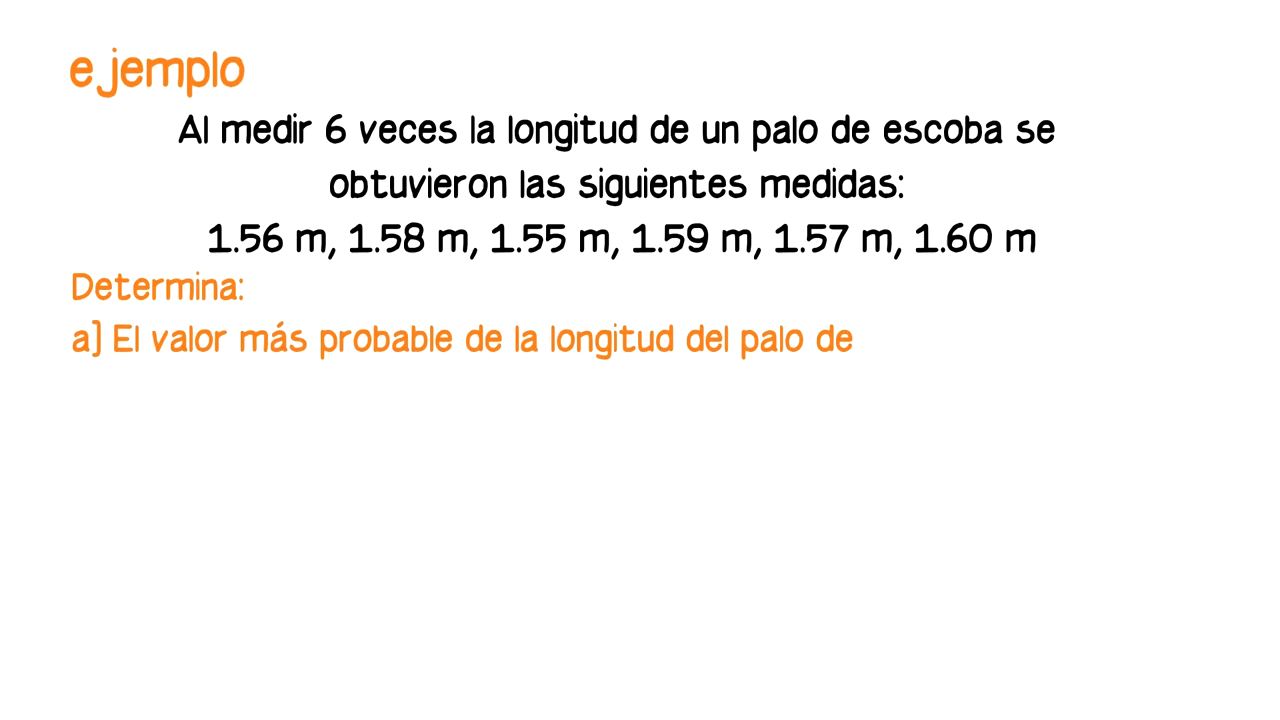 ejemplo
Al medir 6 veces la longitud de un palo de escoba se
obtuvieron las siguientes medidas:
1.56 m, 1.58 m, 1.55 m, 1.59 m, 1.57 m, 1.60 m
Determina:
a) El valor más probable de la longitud del palo de